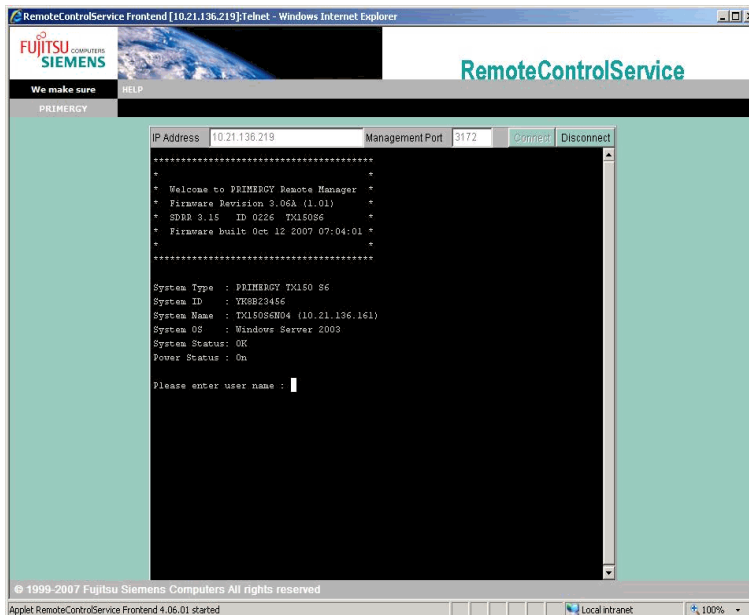 RemoteControlService Frontend [10.21.136.219]:Telnet - Windows Internet Explorer
FUJITSU COMPUTERS
SIEMENS
RemoteControlService
We make sure
HELP
PRIMERGY
IP Address 10.21.136.219 Management Port 3172 Connect Disconnect
****************************************
*                                      *
*  Welcome to PRIMERGY Remote Manager  *
*  Firmware Revision 3.06A (1.01)      *
*  SDRR 3.15   ID 0226  TX150S6        *
*  Firmware built Oct 12 2007 07:04:01 *
*                                      *
****************************************
System Type  : PRIMERGY TX150 S6
System ID    : YK8B23456
System Name  : TX150S6N04 (10.21.136.161)
System OS    : Windows Server 2003
System Status: OK
Power Status : On
Please enter user name :
© 1999-2007 Fujitsu Siemens Computers All rights reserved
Applet RemoteControlService Frontend 4.06.01 started
Local intranet
100%